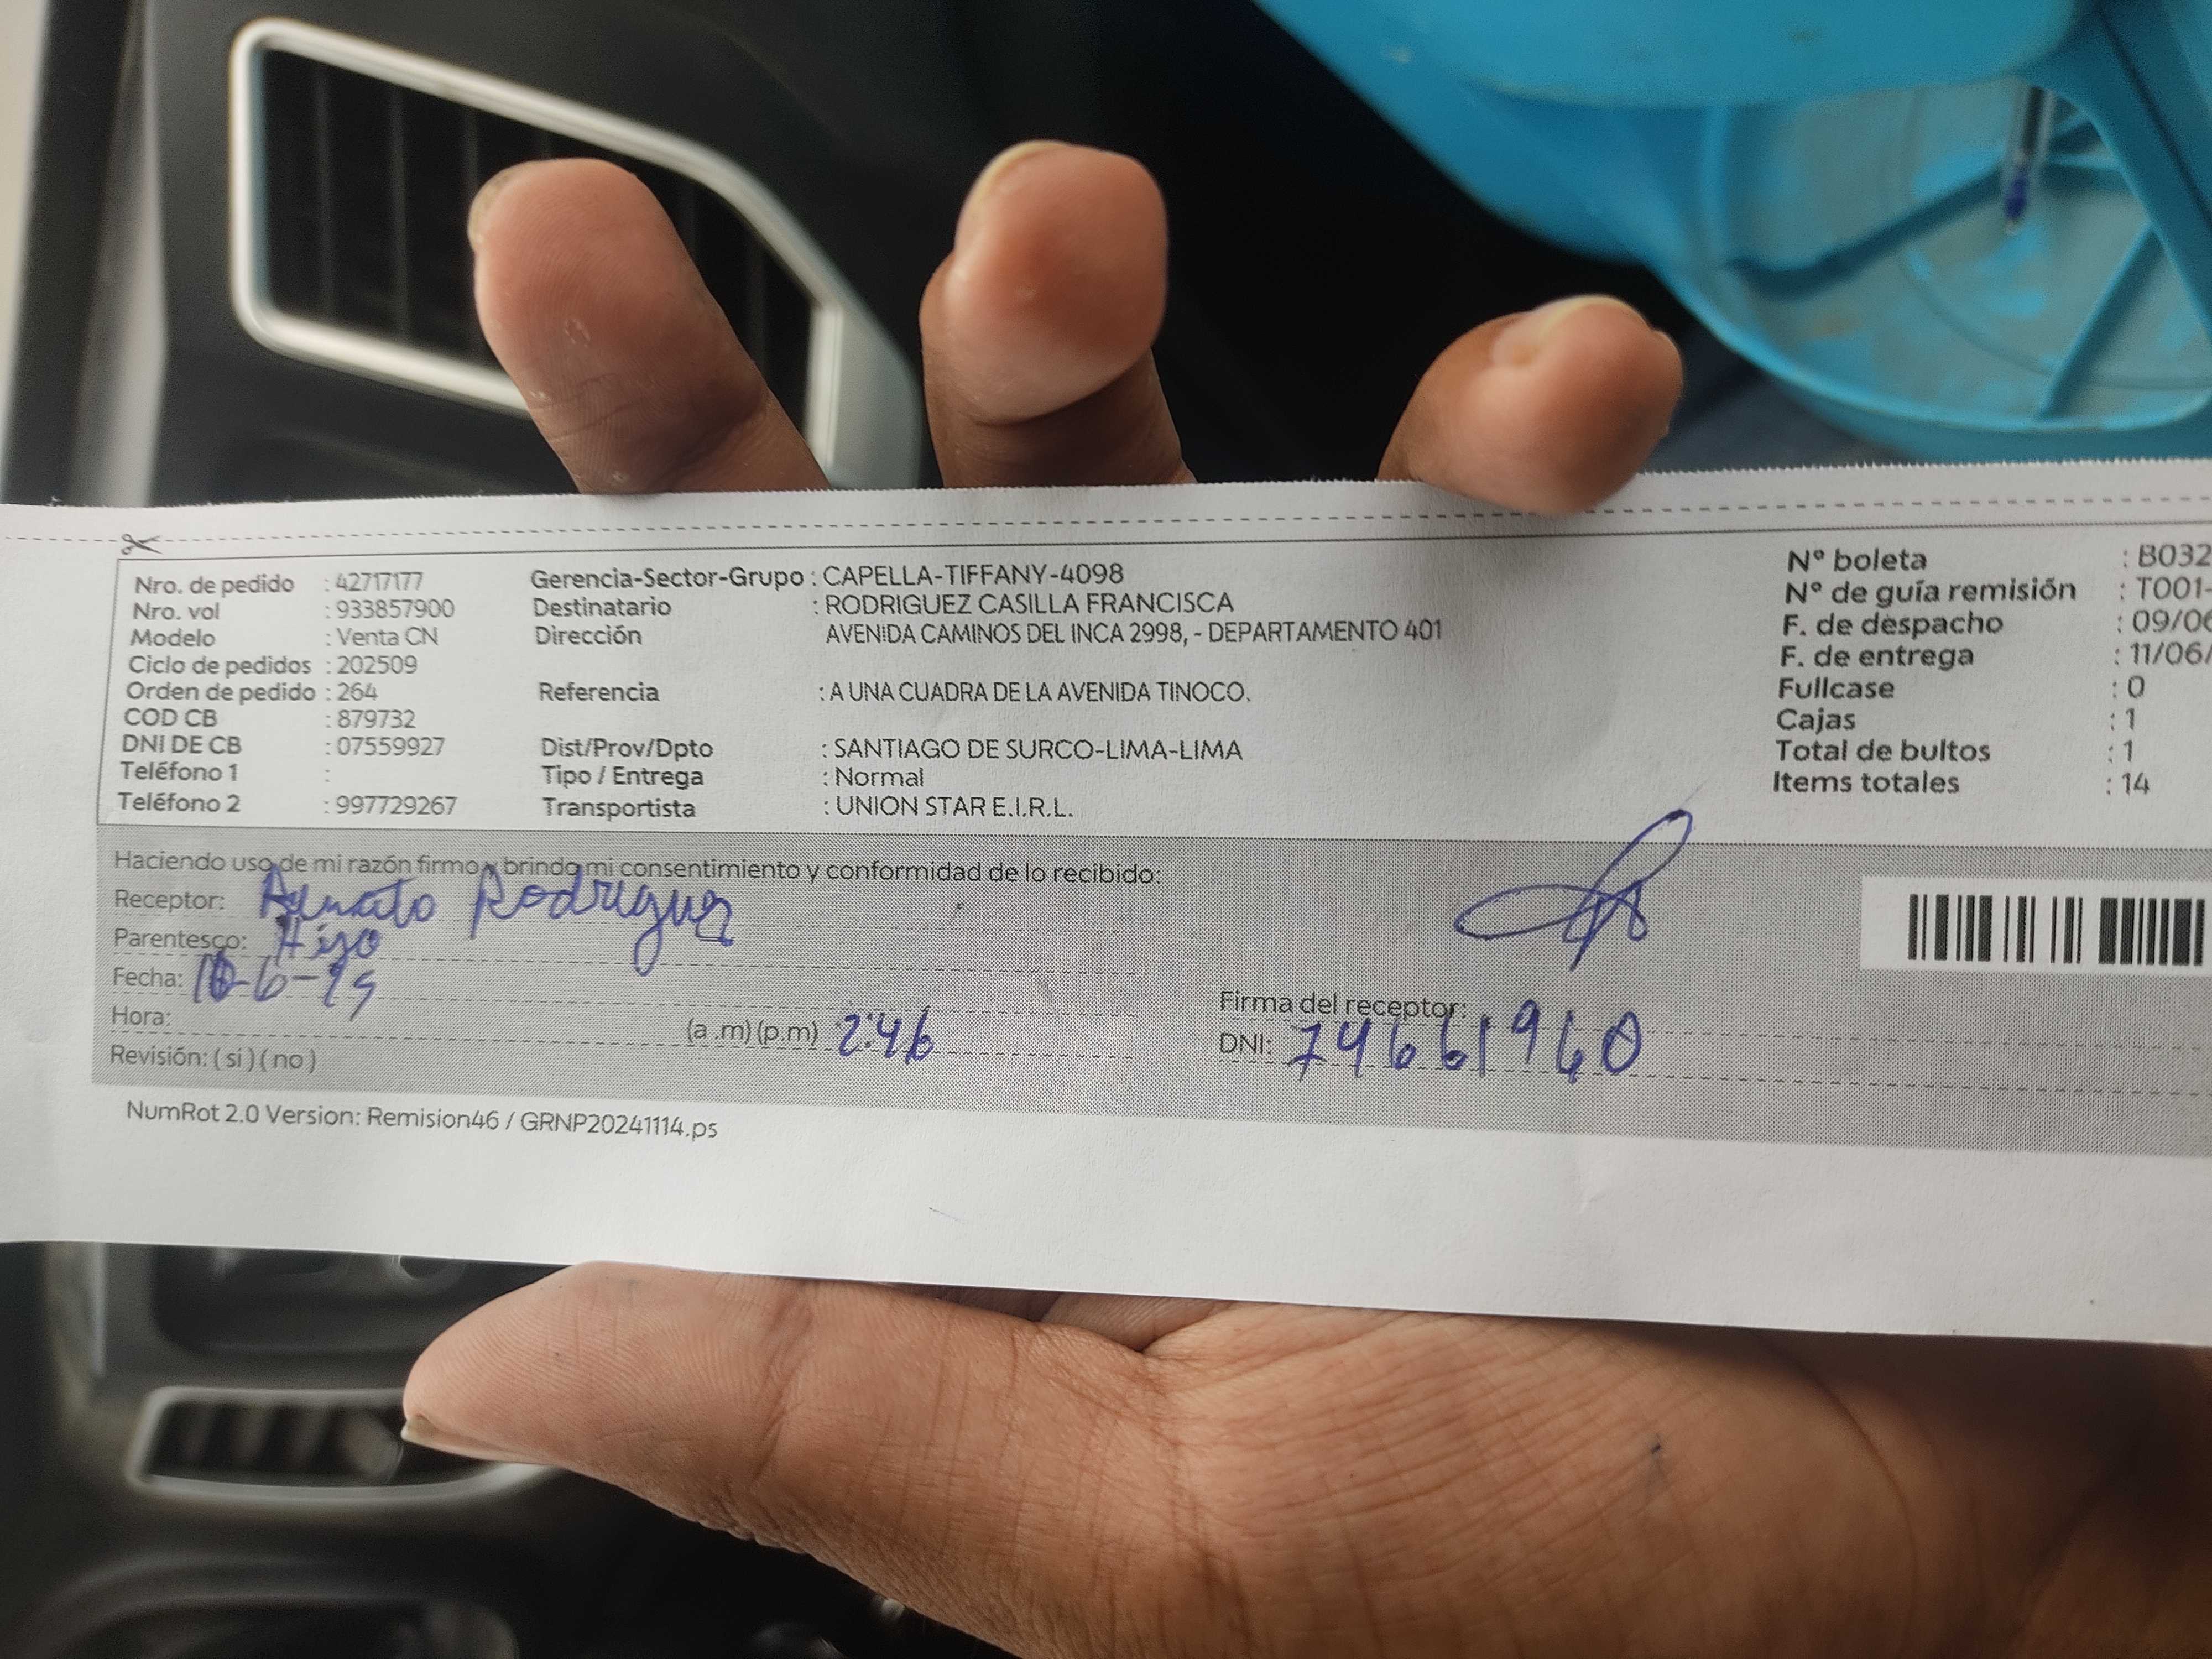 Nro. de pedido : 42717177
Nro. vol : 933857900
Modelo : Venta CN
Ciclo de pedidos : 202509
Orden de pedido : 264
COD CB : 879732
DNI DE CB : 07559927
Teléfono 1 :
Teléfono 2 : 997729267
Gerencia-Sector-Grupo : CAPELLA-TIFFANY-4098
Destinatario : RODRIGUEZ CASILLA FRANCISCA
Dirección AVENIDA CAMINOS DEL INCA 2998, - DEPARTAMENTO 401
Referencia : A UNA CUADRA DE LA AVENIDA TINOCO.
Dist/Prov/Dpto : SANTIAGO DE SURCO-LIMA-LIMA
Tipo / Entrega : Normal
Transportista : UNION STAR E.I.R.L.
Nº boleta : B032
Nº de guía remisión : T001-
F. de despacho : 09/06
F. de entrega : 11/06/
Fullcase : 0
Cajas : 1
Total de bultos : 1
Items totales : 14
Haciendo uso de mi razón firmo y brindo mi consentimiento y conformidad de lo recibido:
Receptor: Renato Rodriguez
Parentesco: Hijo
Fecha:
Hora: (a .m) (p.m) 2:46
Revisión: ( si ) ( no )
Firma del receptor:
DNI: 74661960
NumRot 2.0 Version: Remision46 / GRNP20241114.ps